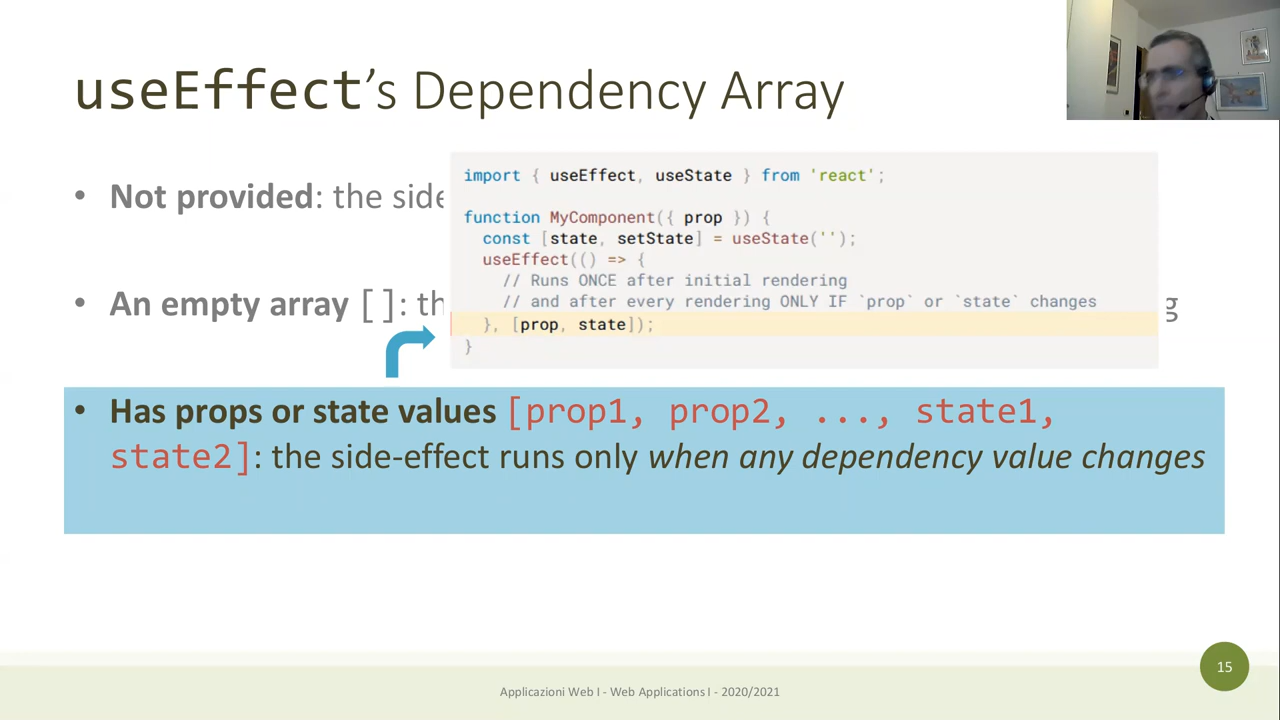 useEffect’s Dependency Array
• Not provided: the side
import { useEffect, useState } from 'react';
function MyComponent({ prop }) {
const [state, setState] = useState('');
useEffect(() => {
// Runs ONCE after initial rendering
// and after every rendering ONLY IF `prop` or `state` changes
}, [prop, state]);
}
• An empty array []: th
g
• Has props or state values [prop1, prop2, ..., state1,
state2]: the side-effect runs only when any dependency value changes
Applicazioni Web I - Web Applications I - 2020/2021
15